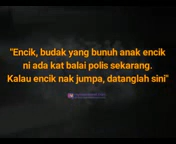 "Encik, budak yang bunuh anak encik
ni ada kat balai polis sekarang.
Kalau encik nak jumpa, datanglah sini"